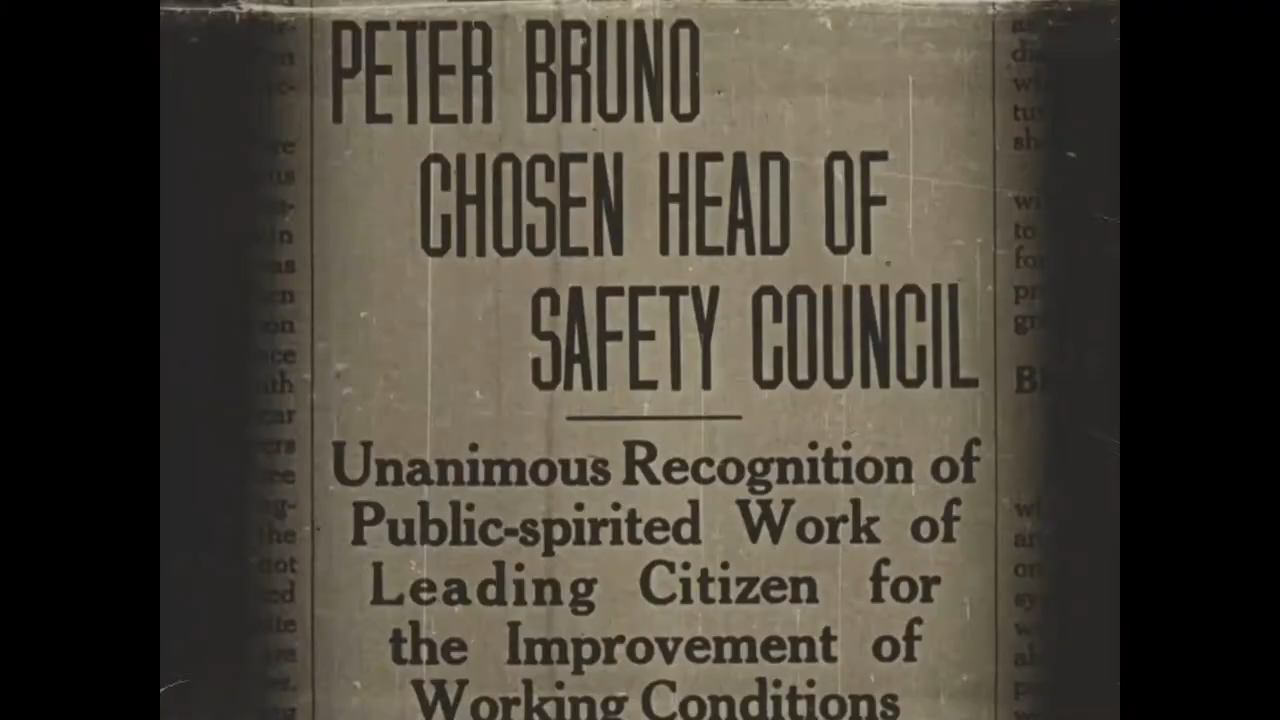 PETER BRUNO
CHOSEN HEAD OF
SAFETY COUNCIL
Unanimous Recognition of
Public-spirited Work of
Leading Citizen for
the Improvement of
Working Conditions